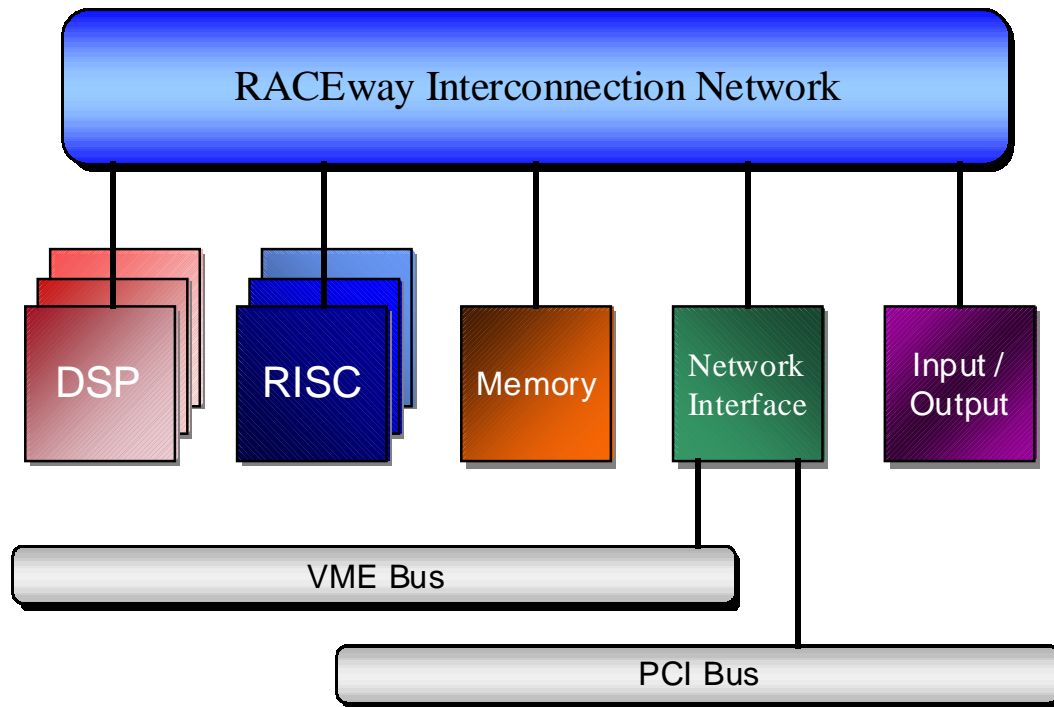 RACEway Interconnection Network
DSP
RISC
Memory
Network
Interface
Input /
Output
VME Bus
PCI Bus